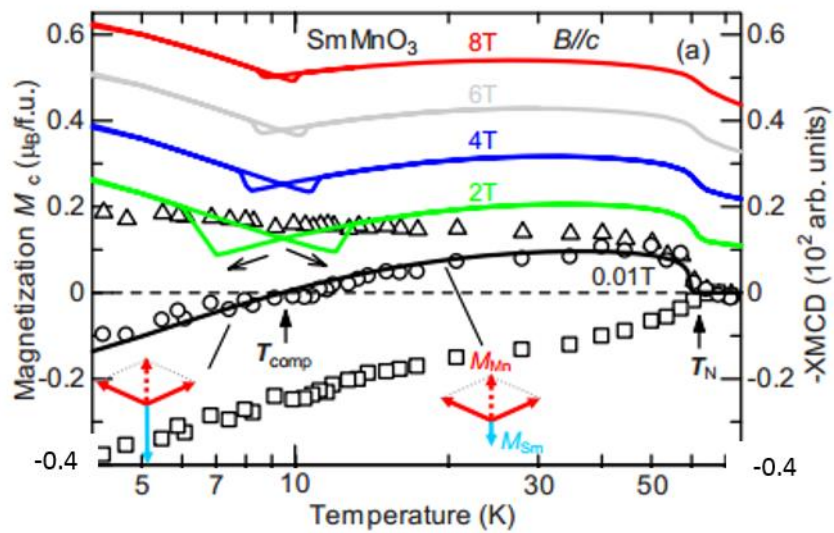 SmMnO3 B//c (a)
8T
6T
4T
2T
0.01T
Tcomp
TN
MMn
MSm
Magnetization Mc (μB/f.u.)
0.6
0.4
0.2
0
-0.2
-0.4
-XMCD (10² arb. units)
0.6
0.4
0.2
0
-0.2
-0.4
5 7 10 30 50
Temperature (K)